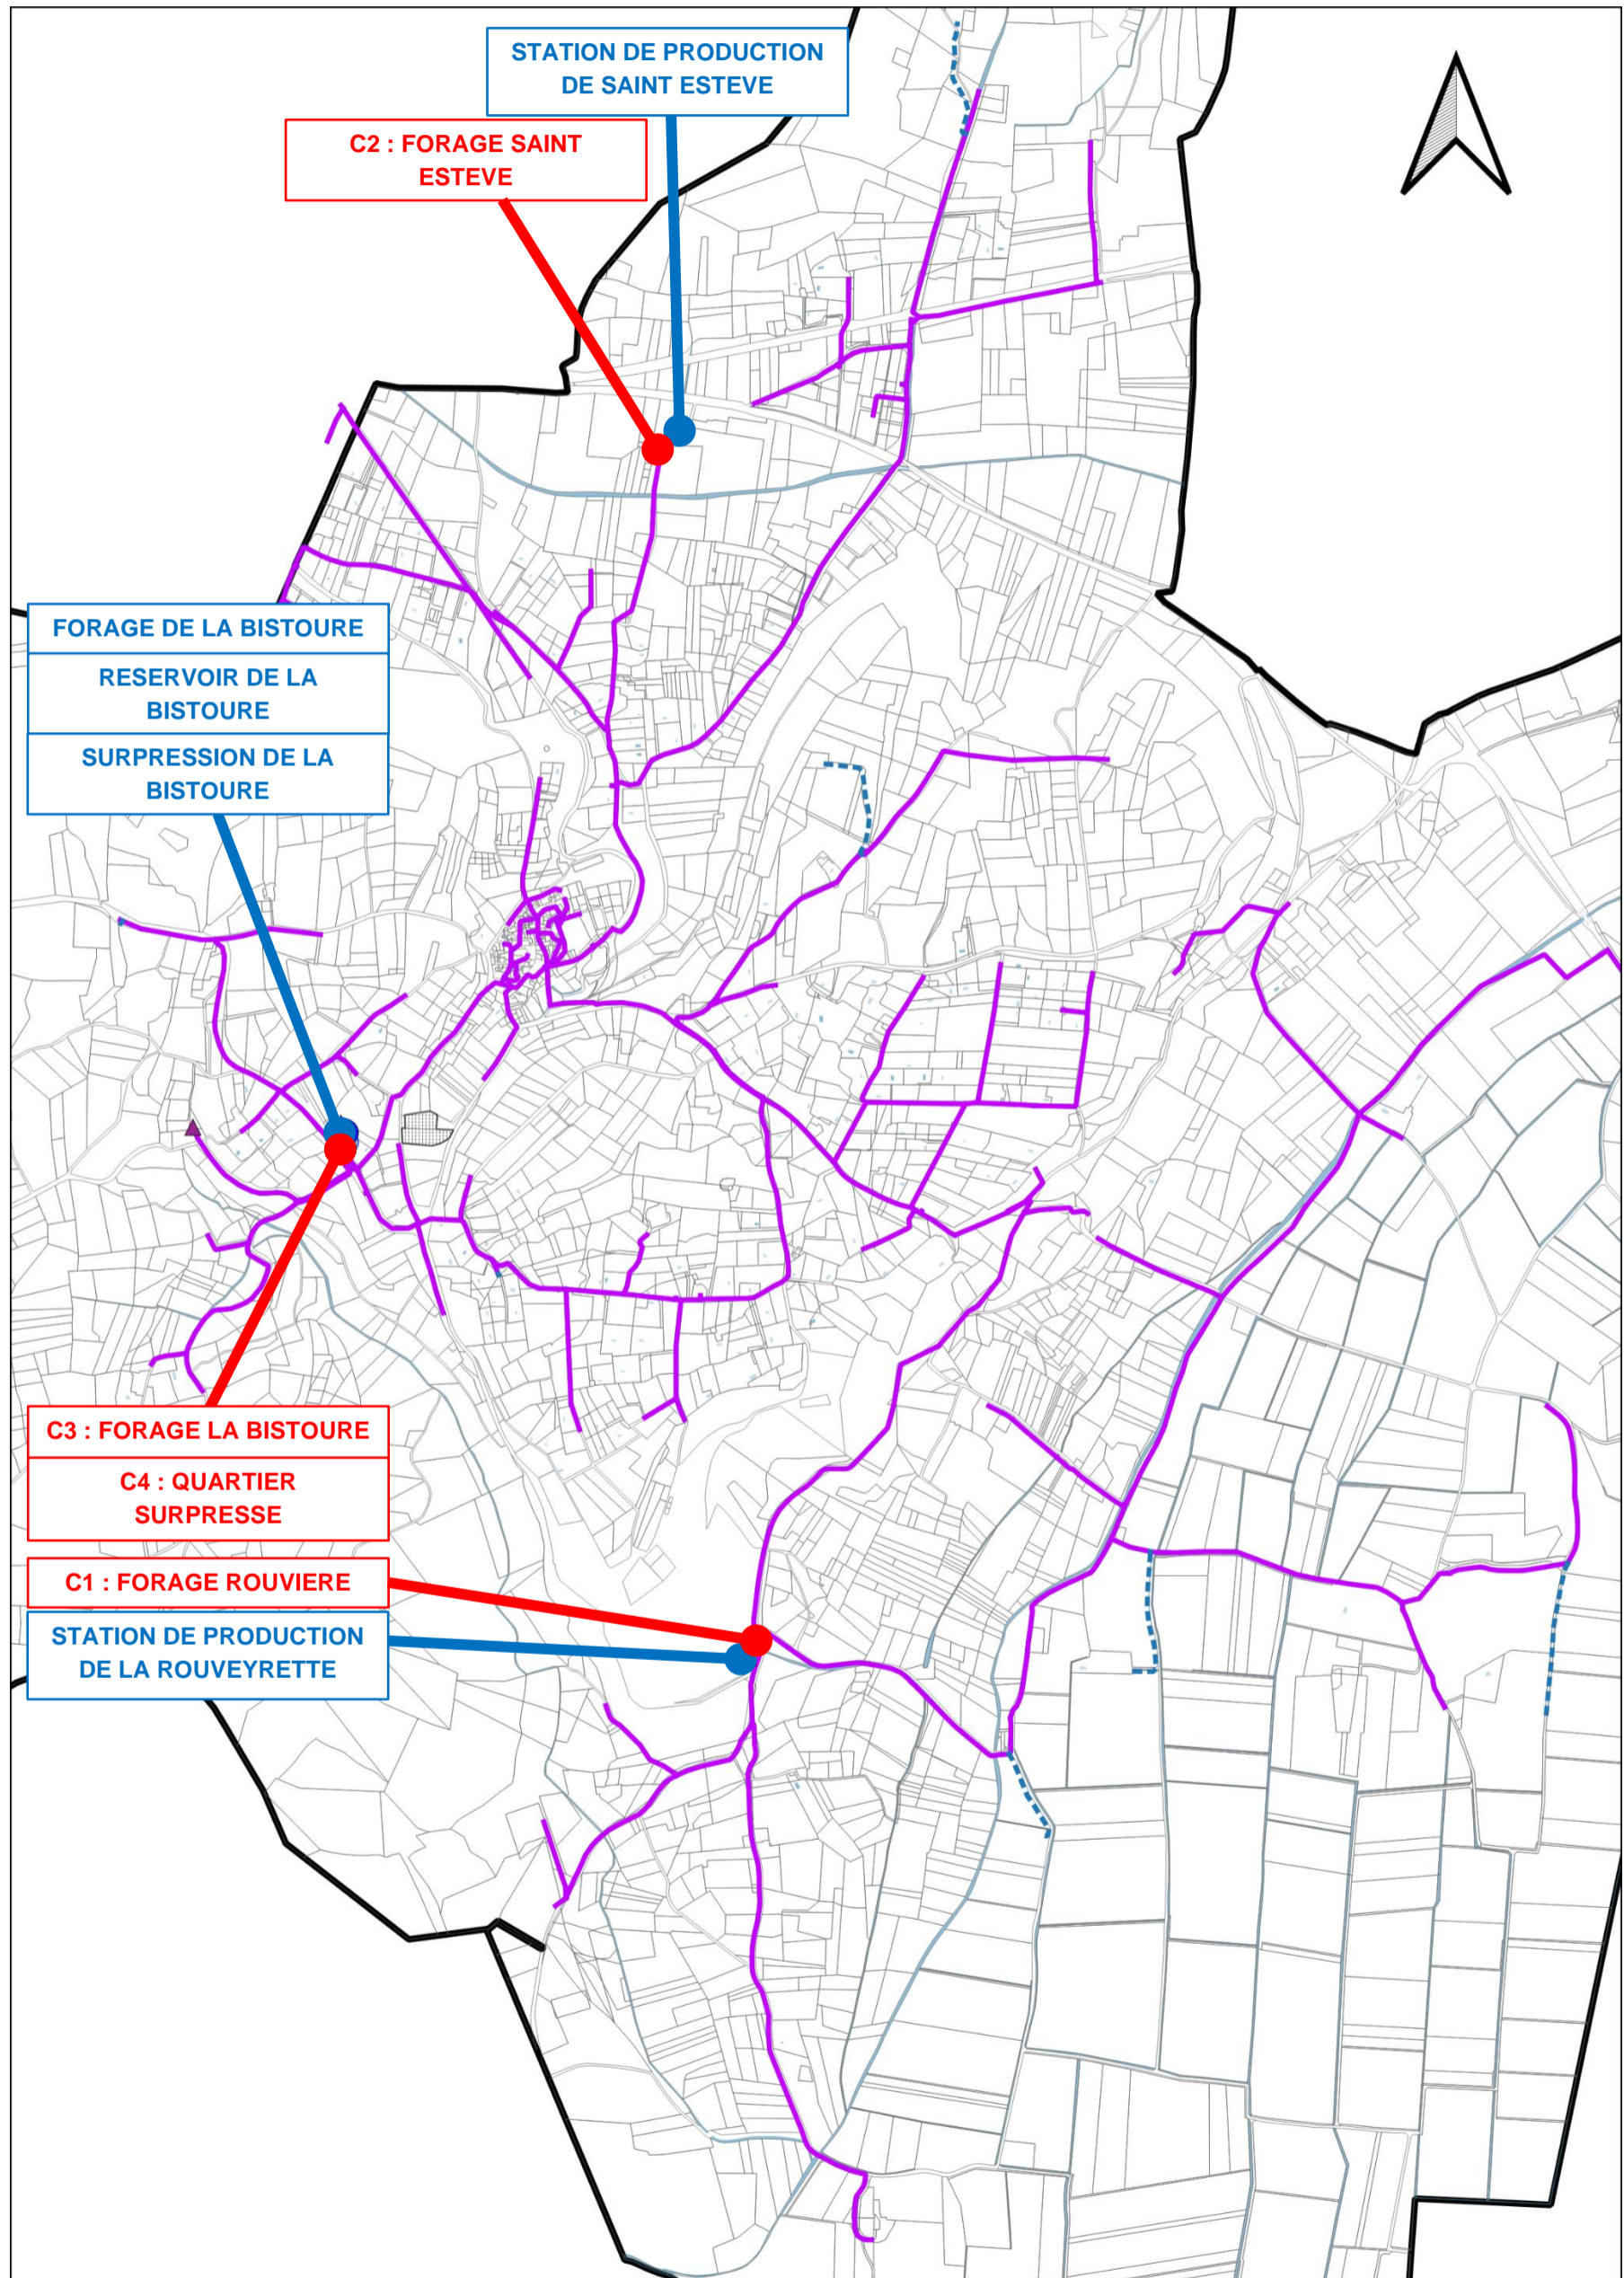 STATION DE PRODUCTION
DE SAINT ESTEVE
C2 : FORAGE SAINT
ESTEVE
FORAGE DE LA BISTOURE
RESERVOIR DE LA
BISTOURE
SURPRESSION DE LA
BISTOURE
C3 : FORAGE LA BISTOURE
C4 : QUARTIER
SURPRESSE
C1 : FORAGE ROUVIERE
STATION DE PRODUCTION
DE LA ROUVEYRETTE